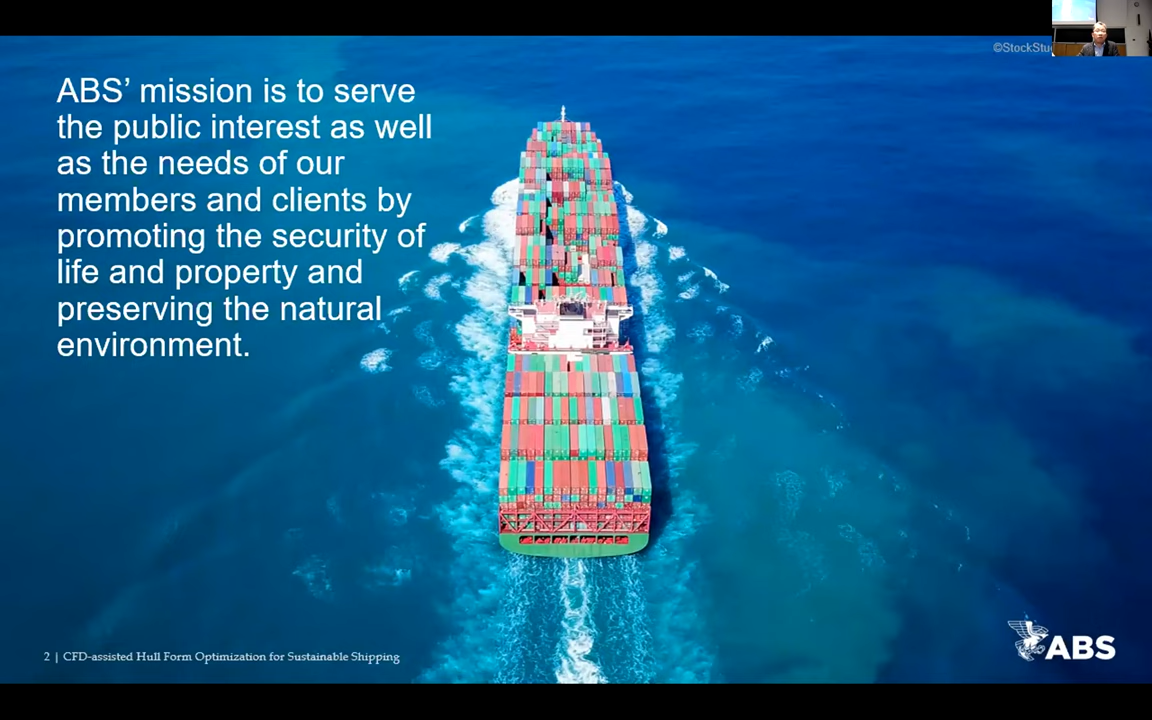 ©StockStu
ABS’ mission is to serve
the public interest as well
as the needs of our
members and clients by
promoting the security of
life and property and
preserving the natural
environment.
2 | CFD-assisted Hull Form Optimization for Sustainable Shipping
ABS